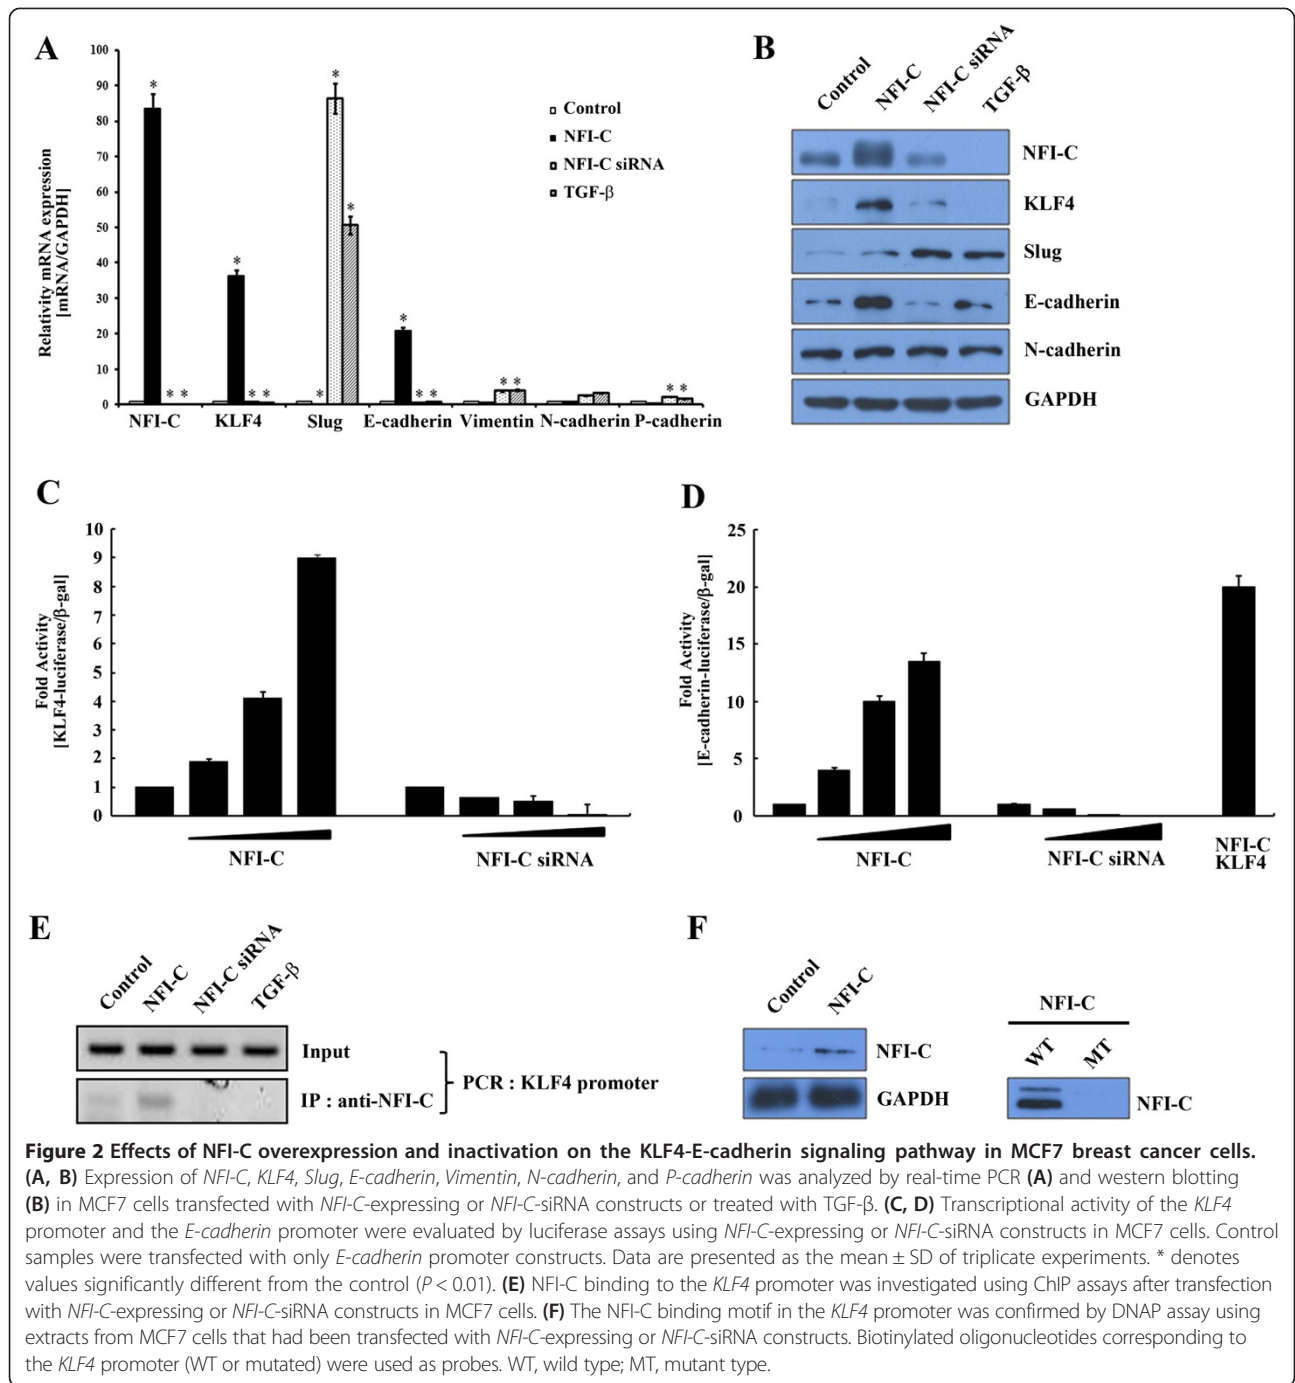 A
100
90
80
70
60
50
40
30
20
10
0
Relativity mRNA expression
[mRNA/GAPDH]
* * * * * * * * * * * * * *
Control
NFI-C
NFI-C siRNA
TGF-β
NFI-C KLF4 Slug E-cadherin Vimentin N-cadherin P-cadherin
B
Control NFI-C NFI-C siRNA TGF-β
NFI-C
KLF4
Slug
E-cadherin
N-cadherin
GAPDH
C
10
9
8
7
6
5
4
3
2
1
0
Fold Activity
[KLF4-luciferase/β-gal]
NFI-C NFI-C siRNA
D
25
20
15
10
5
0
Fold Activity
[E-cadherin-luciferase/β-gal]
NFI-C NFI-C siRNA NFI-C
KLF4
E
Control NFI-C NFI-C siRNA TGF-β
Input
IP : anti-NFI-C
PCR : KLF4 promoter
F
Control NFI-C
NFI-C
GAPDH
NFI-C
WT MT
NFI-C
Figure 2 Effects of NFI-C overexpression and inactivation on the KLF4-E-cadherin signaling pathway in MCF7 breast cancer cells.
(A, B) Expression of NFI-C, KLF4, Slug, E-cadherin, Vimentin, N-cadherin, and P-cadherin was analyzed by real-time PCR (A) and western blotting
(B) in MCF7 cells transfected with NFI-C-expressing or NFI-C-siRNA constructs or treated with TGF-β. (C, D) Transcriptional activity of the KLF4
promoter and the E-cadherin promoter were evaluated by luciferase assays using NFI-C-expressing or NFI-C-siRNA constructs in MCF7 cells. Control
samples were transfected with only E-cadherin promoter constructs. Data are presented as the mean ± SD of triplicate experiments. * denotes
values significantly different from the control (P < 0.01). (E) NFI-C binding to the KLF4 promoter was investigated using ChIP assays after transfection
with NFI-C-expressing or NFI-C-siRNA constructs in MCF7 cells. (F) The NFI-C binding motif in the KLF4 promoter was confirmed by DNAP assay using
extracts from MCF7 cells that had been transfected with NFI-C-expressing or NFI-C-siRNA constructs. Biotinylated oligonucleotides corresponding to
the KLF4 promoter (WT or mutated) were used as probes. WT, wild type; MT, mutant type.